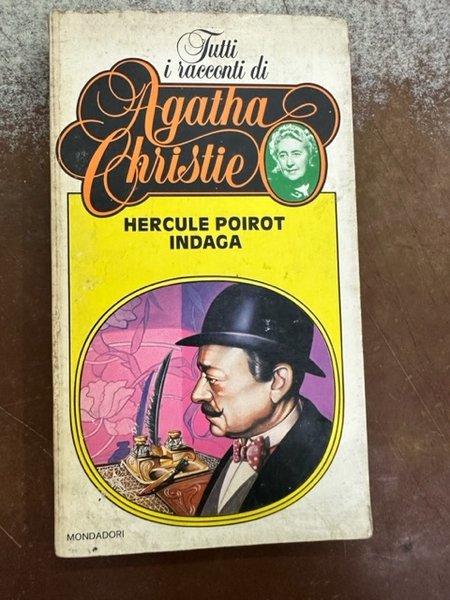 Tutti
i racconti di
Agatha
Christie
HERCULE POIROT
INDAGA
MONDADORI